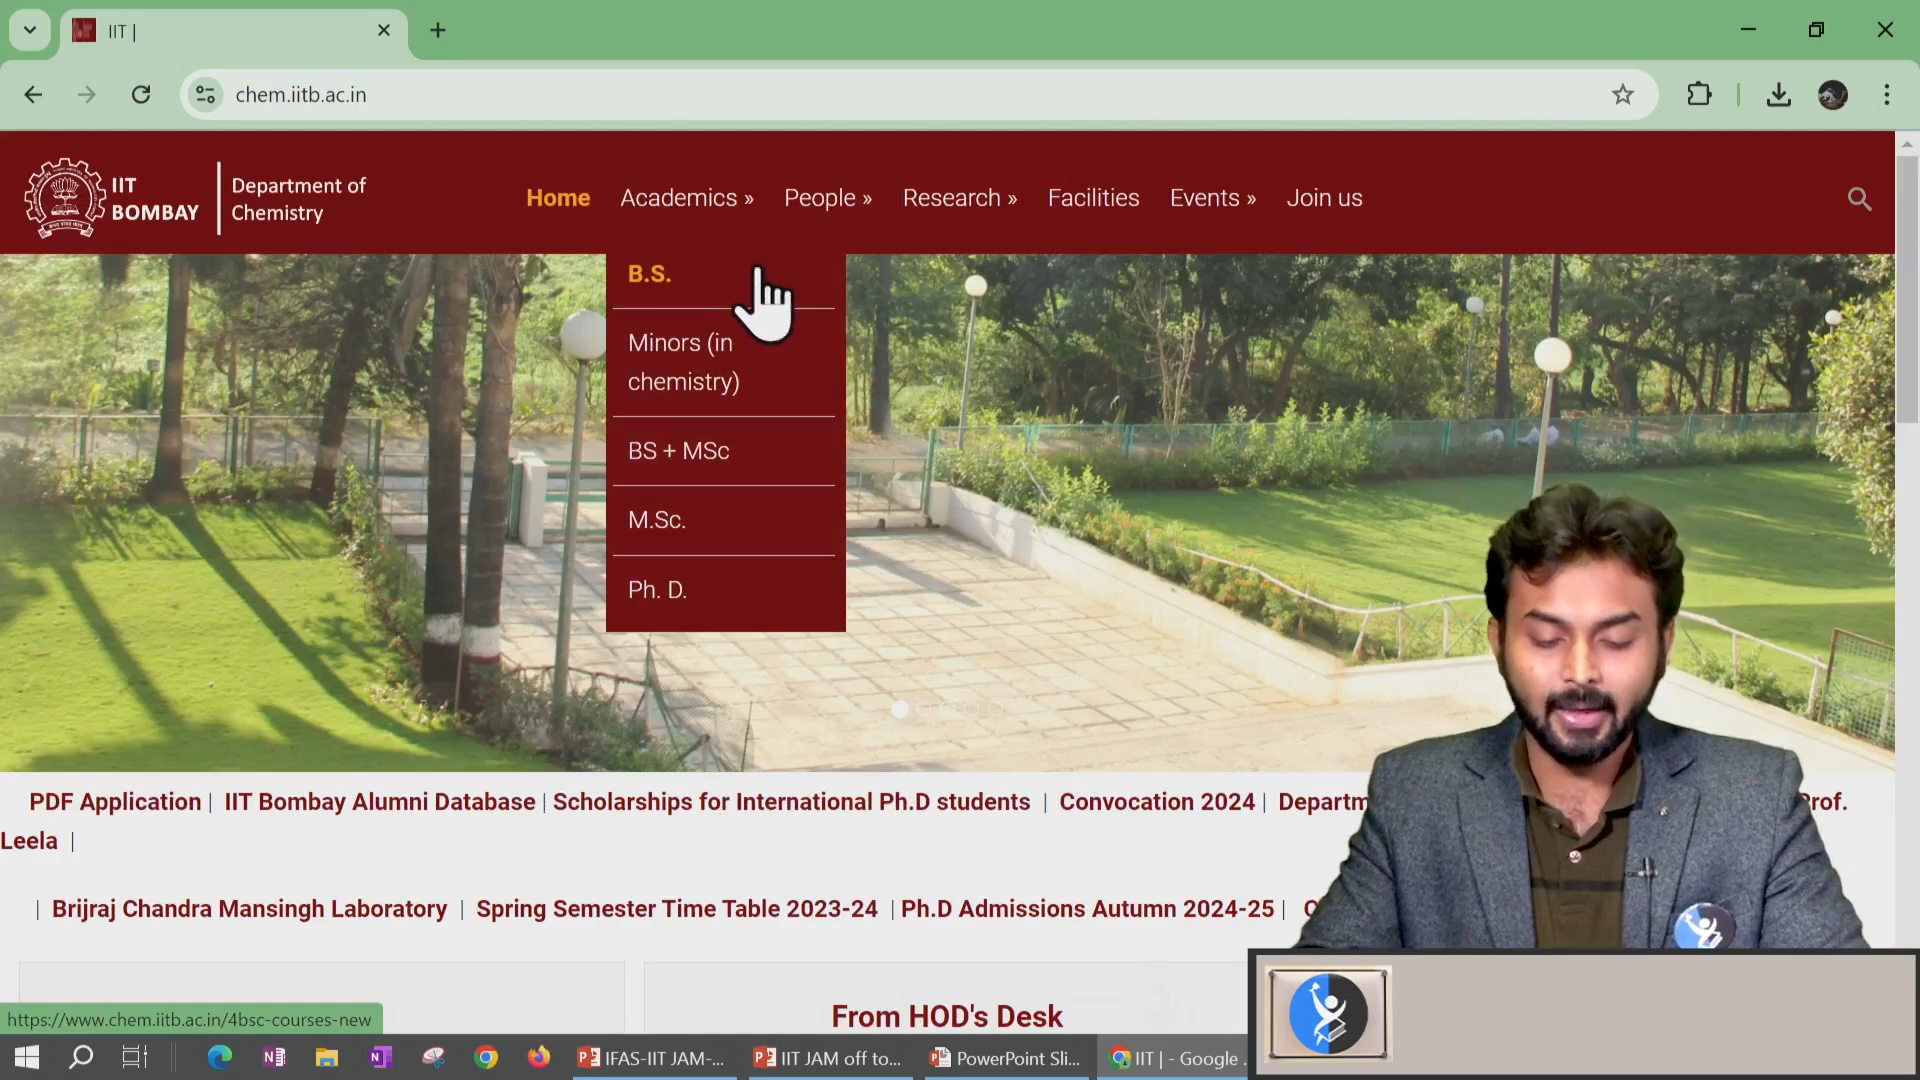 IIT |
chem.iitb.ac.in
IIT
BOMBAY
Department of
Chemistry
Home
Academics »
People »
Research »
Facilities
Events »
Join us
B.S.
Minors (in
chemistry)
BS + MSc
M.Sc.
Ph. D.
PDF Application | IIT Bombay Alumni Database | Scholarships for International Ph.D students | Convocation 2024 | Departm
Prof.
Leela |
| Brijraj Chandra Mansingh Laboratory | Spring Semester Time Table 2023-24 | Ph.D Admissions Autumn 2024-25 |
From HOD's Desk
https://www.chem.iitb.ac.in/4bsc-courses-new
IFAS-IIT JAM-...
IIT JAM off to...
PowerPoint Sli...
IIT | - Google .